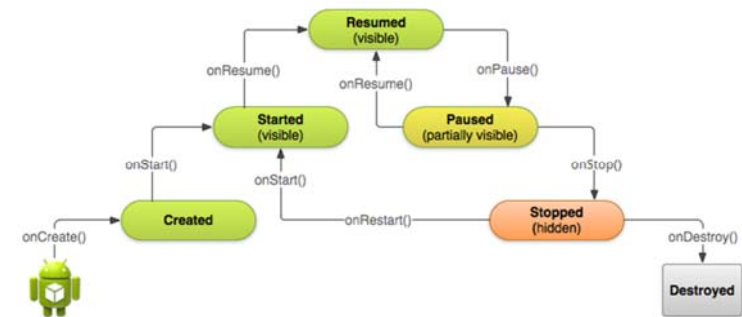 Resumed
(visible)
onResume()
onResume()
onPause()
Started
(visible)
Paused
(partially visible)
onStart()
onStart()
onStop()
Created
onRestart()
Stopped
(hidden)
onCreate()
onDestroy()
Destroyed